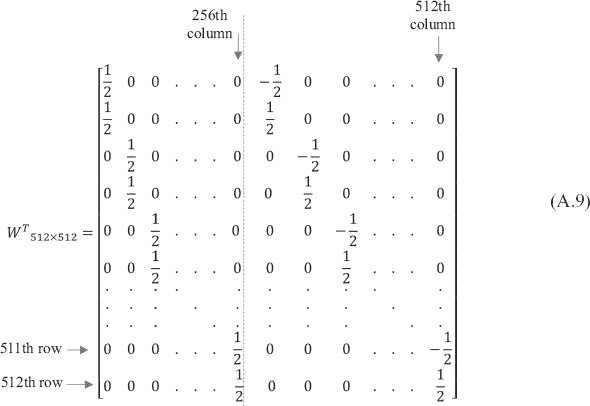 256th column 512th column
1/2 0 0 . . . 0 -1/2 0 0 . . . 0
1/2 0 0 . . . 0 1/2 0 0 . . . 0
0 1/2 0 . . . 0 0 -1/2 0 . . . 0
0 1/2 0 . . . 0 0 1/2 0 . . . 0
(A.9)
W^T_{512×512} = 0 0 1/2 . . . 0 0 0 -1/2 . . . 0
0 0 1/2 . . . 0 0 0 1/2 . . . 0
. . . . . . . . . .
. . . . . . . . . .
. . . . . . . . . .
511th row 0 0 0 . . . 1/2 0 0 0 . . . -1/2
512th row 0 0 0 . . . 1/2 0 0 0 . . . 1/2